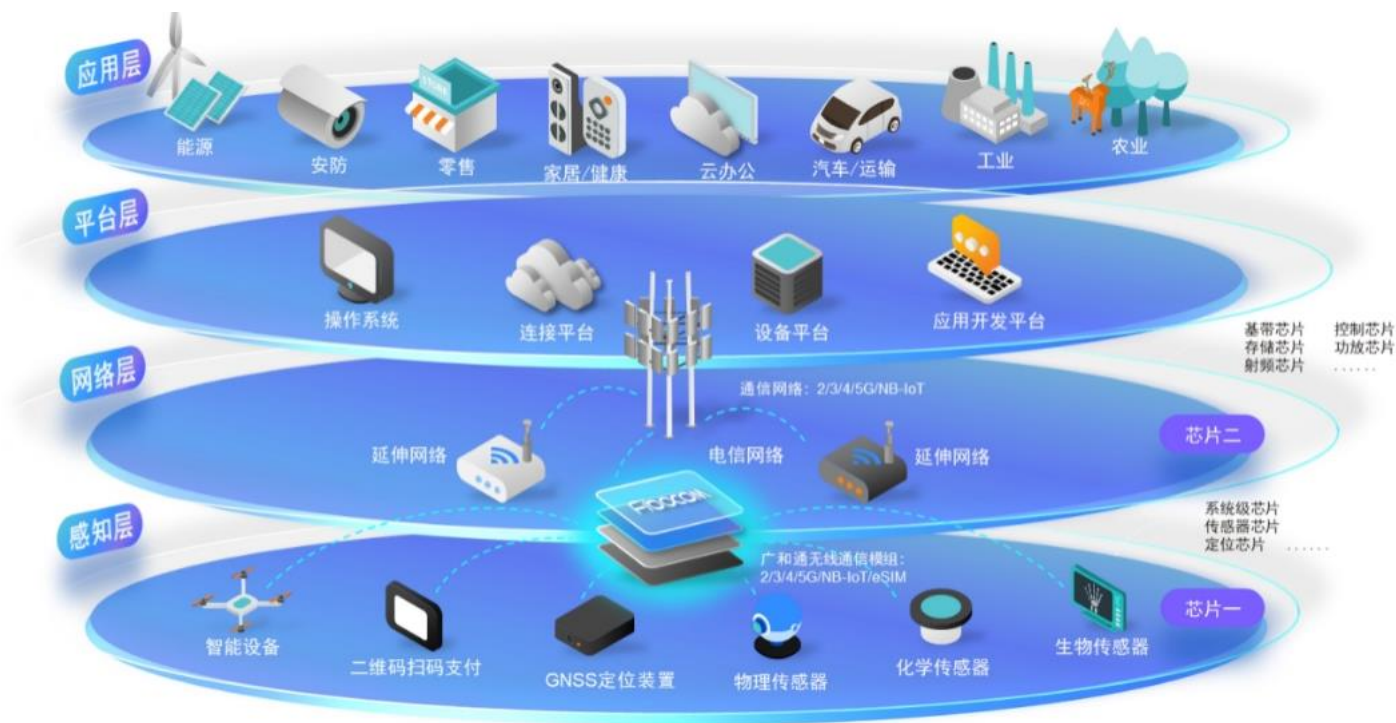 应用层
能源
安防
零售
STORE
家居/健康
云办公
汽车/运输
工业
农业
平台层
操作系统
连接平台
设备平台
应用开发平台
基带芯片 控制芯片
存储芯片 功放芯片
射频芯片 ......
网络层
通信网络：2/3/4/5G/NB-IoT
延伸网络
电信网络
延伸网络
芯片二
Fibocom
系统级芯片
传感器芯片
定位芯片 ......
感知层
广和通无线通信模组：
2/3/4/5G/NB-IoT/eSIM
芯片一
智能设备
二维码扫码支付
GNSS定位装置
物理传感器
化学传感器
生物传感器